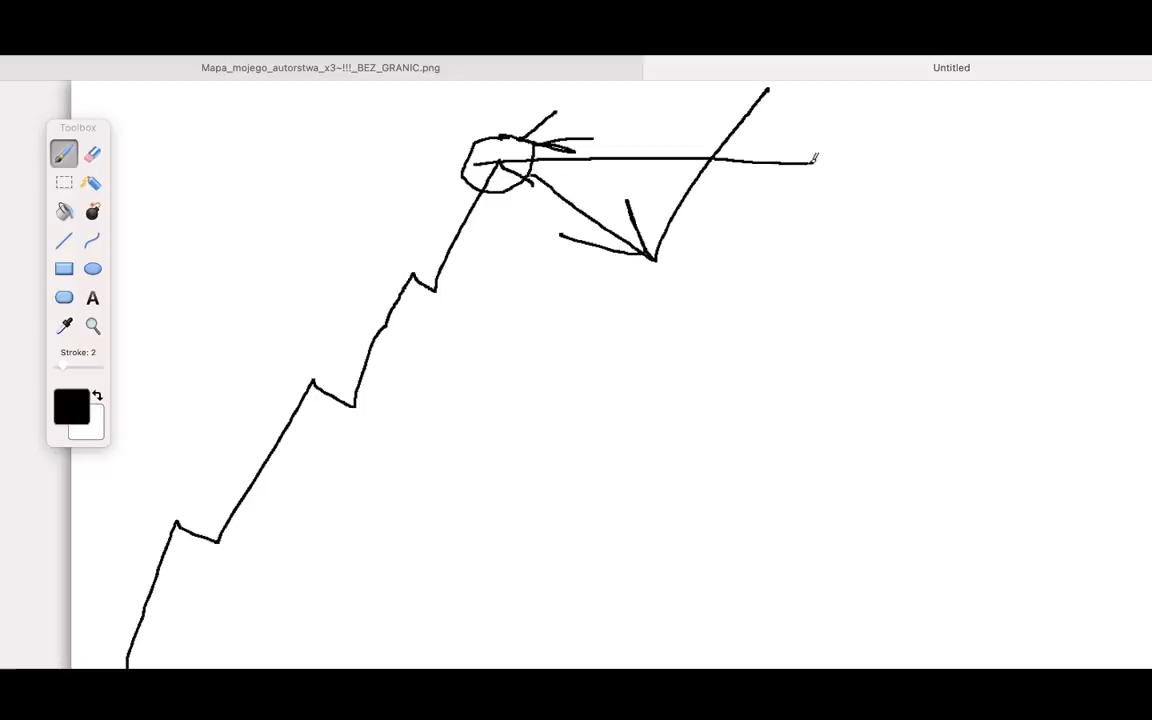 Mapa_mojego_autorstwa_x3~!!!_BEZ_GRANIC.png
Untitled
Toolbox
A
Stroke: 2